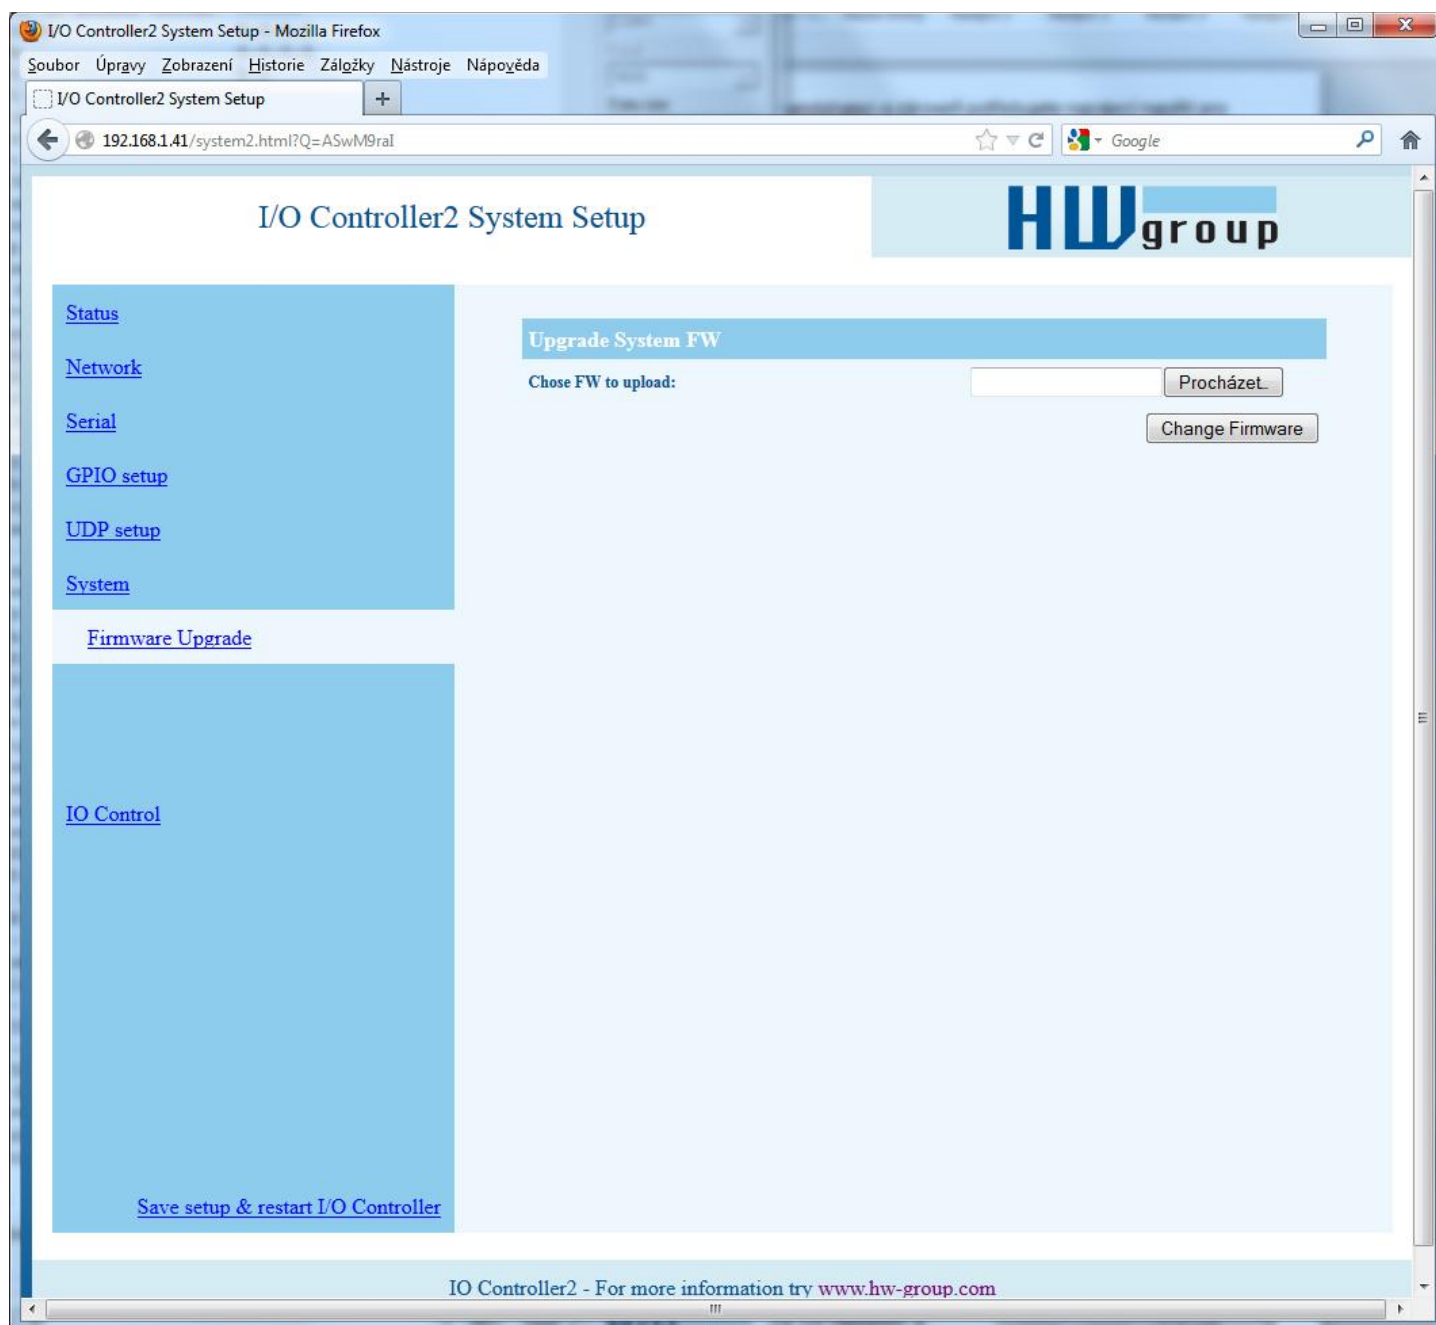 I/O Controller2 System Setup - Mozilla Firefox
Soubor Úpravy Zobrazení Historie Záložky Nástroje Nápověda
I/O Controller2 System Setup
192.168.1.41/system2.html?Q=ASwM9raI
Google
I/O Controller2 System Setup
HW group
Status
Network
Serial
GPIO setup
UDP setup
System
Firmware Upgrade
IO Control
Save setup & restart I/O Controller
Upgrade System FW
Chose FW to upload:
Procházet..
Change Firmware
IO Controller2 - For more information try www.hw-group.com